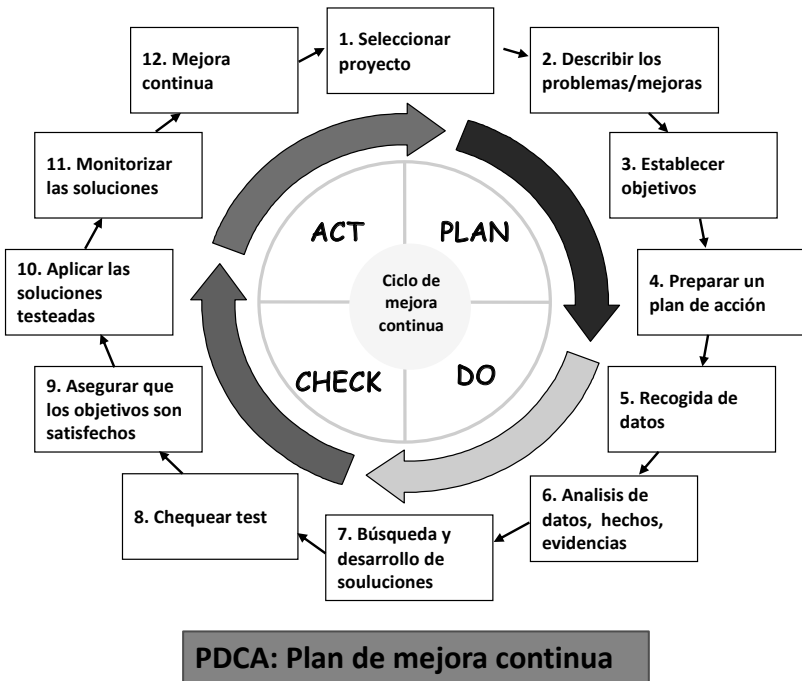 1. Seleccionar
proyecto
2. Describir los
problemas/mejoras
3. Establecer
objetivos
4. Preparar un
plan de acción
5. Recogida de
datos
6. Analisis de
datos, hechos,
evidencias
7. Búsqueda y
desarrollo de
souluciones
8. Chequear test
9. Asegurar que
los objetivos son
satisfechos
10. Aplicar las
soluciones
testeadas
11. Monitorizar
las soluciones
12. Mejora
continua
ACT
PLAN
Ciclo de
mejora
continua
CHECK
DO
PDCA: Plan de mejora continua